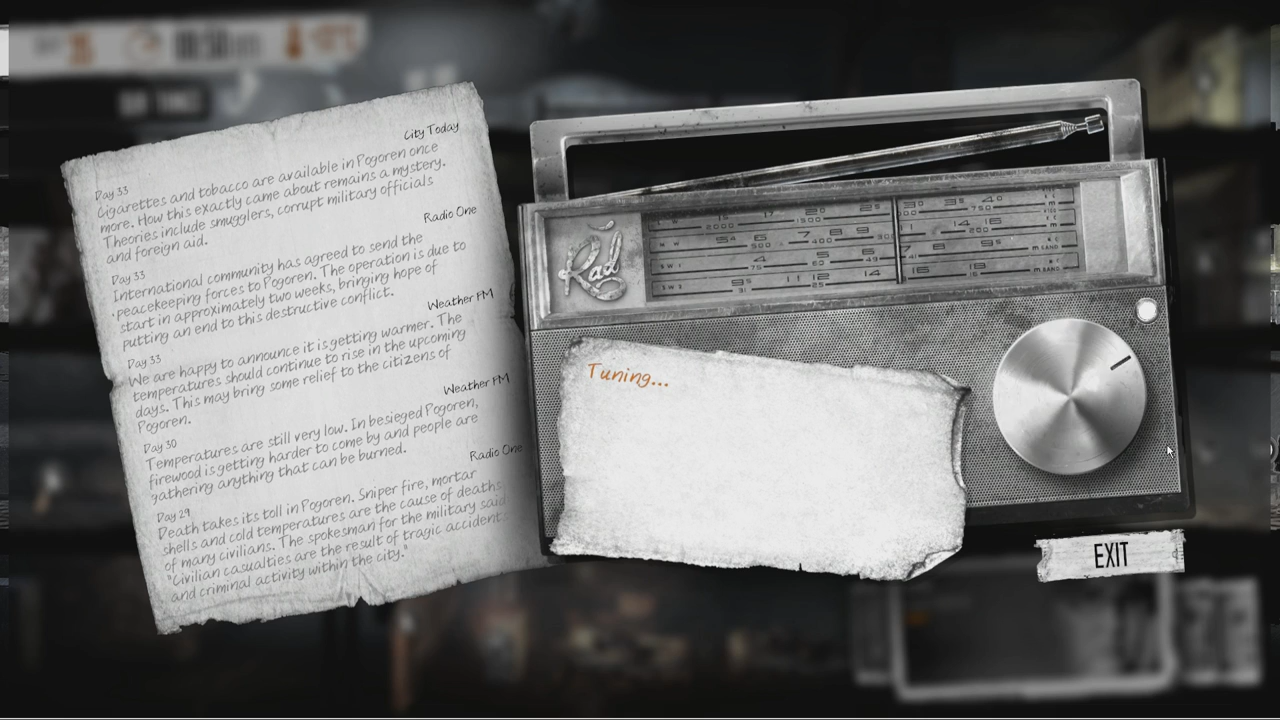 City Today
Day 33
Cigarettes and tobacco are available in Pogoren once
more. How this exactly came about remains a mystery.
Theories include smugglers, corrupt military officials
and foreign aid.
Radio One
Day 33
International community has agreed to send the
peacekeeping forces to Pogoren. The operation is due to
start in approximately two weeks, bringing hope of
putting an end to this destructive conflict.
Weather FM
Day 33
We are happy to announce it is getting warmer. The
temperatures should continue to rise in the upcoming
days. This may bring some relief to the citizens of
Pogoren.
Weather FM
Day 30
Temperatures are still very low. In besieged Pogoren,
firewood is getting harder to come by and people are
gathering anything that can be burned.
Radio One
Day 29
Death takes its toll in Pogoren. Sniper fire, mortar
shells and cold temperatures are the cause of deaths
of many civilians. The spokesman for the military said
"Civilian casualties are the result of tragic accident
and criminal activity within the city."
Rad
Tuning...
EXIT